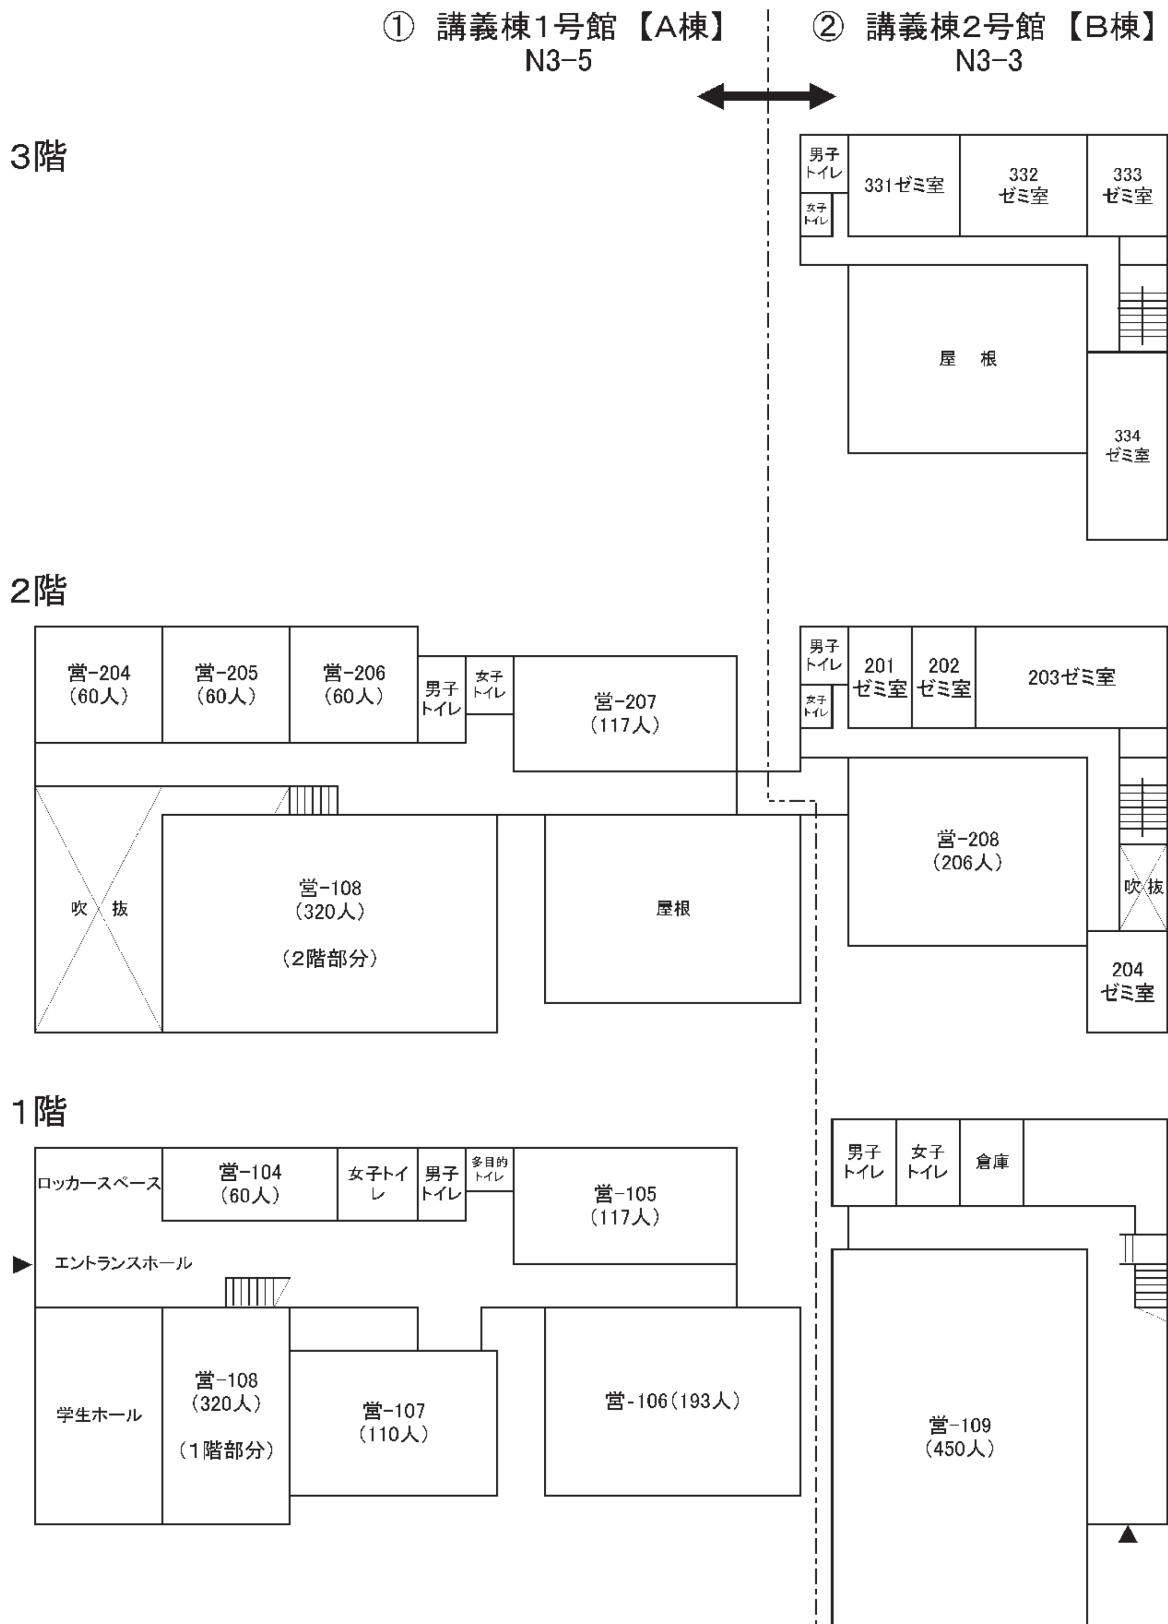 ① 講義棟1号館【A棟】
N3-5
② 講義棟2号館【B棟】
N3-3
3階
男子
トイレ
女子
トイレ
331ゼミ室
332
ゼミ室
333
ゼミ室
屋 根
334
ゼミ室
2階
営-204
(60人)
営-205
(60人)
営-206
(60人)
男子
トイレ
女子
トイレ
営-207
(117人)
吹 抜
営-108
(320人)
(2階部分)
屋根
男子
トイレ
女子
トイレ
201
ゼミ室
202
ゼミ室
203ゼミ室
営-208
(206人)
吹 抜
204
ゼミ室
1階
ロッカースペース
営-104
(60人)
女子トイ
レ
男子
トイレ
多目的
トイレ
営-105
(117人)
エントランスホール
学生ホール
営-108
(320人)
(1階部分)
営-107
(110人)
営-106(193人)
男子
トイレ
女子
トイレ
倉庫
営-109
(450人)